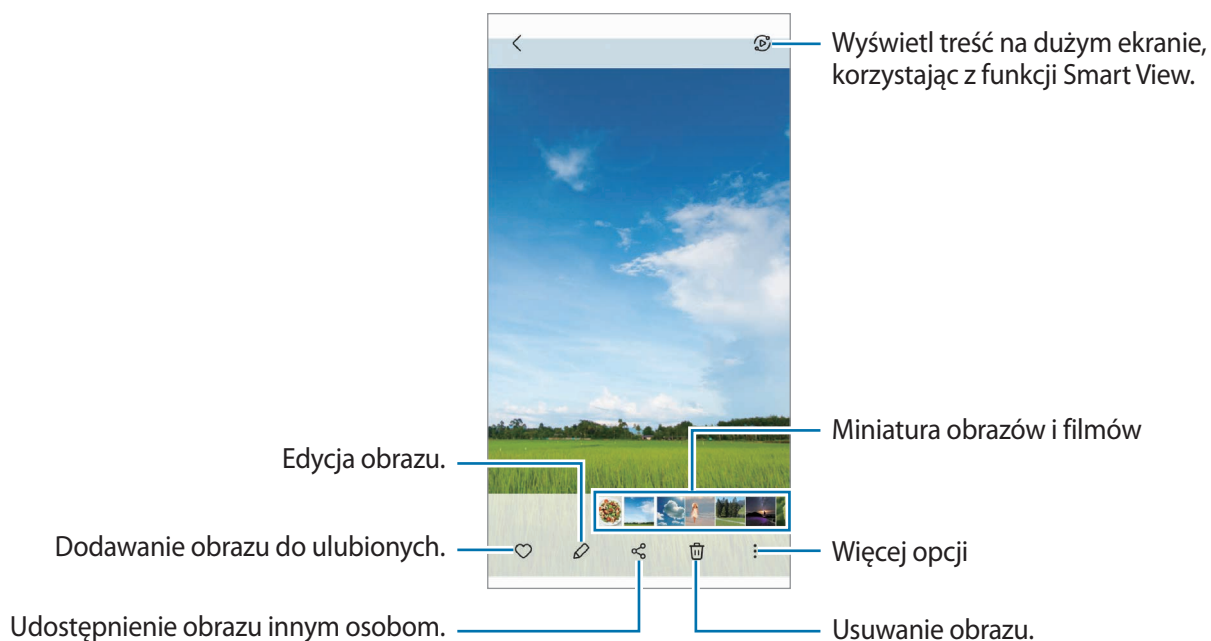 Wyświetl treść na dużym ekranie,
korzystając z funkcji Smart View.
Miniatura obrazów i filmów
Edycja obrazu.
Dodawanie obrazu do ulubionych.
Więcej opcji
Udostępnienie obrazu innym osobom.
Usuwanie obrazu.